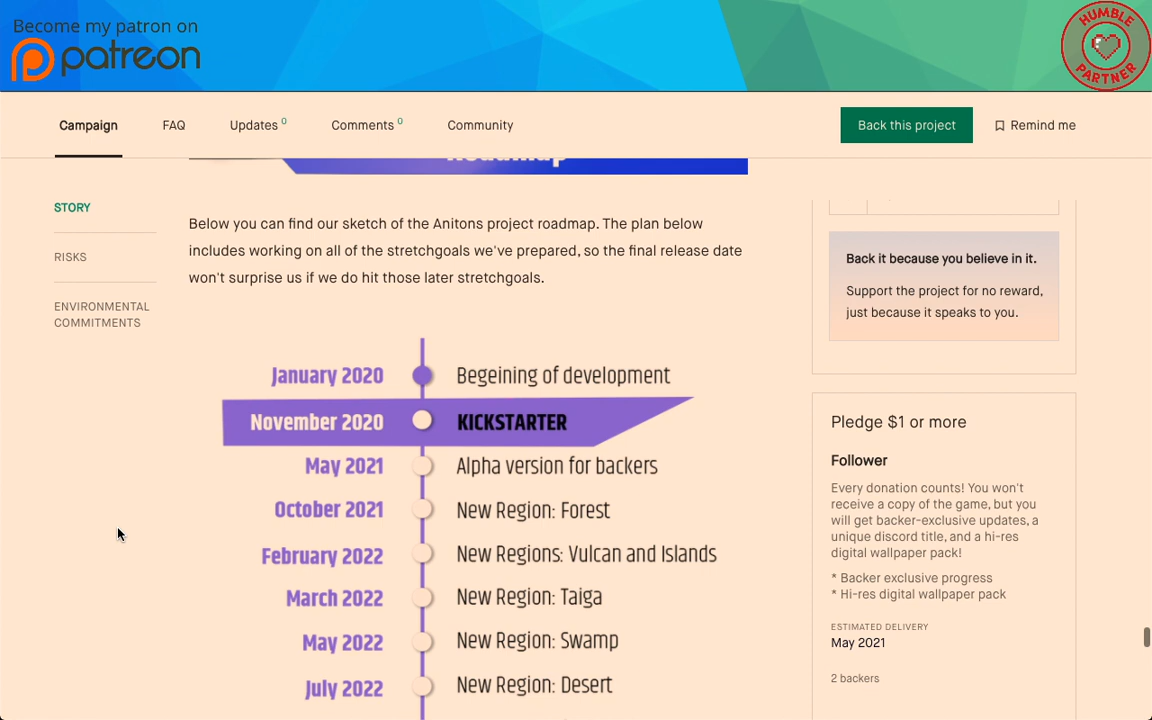 Become my patron on
patreon
HUMBLE
PARTNER
Campaign
FAQ
Updates 0
Comments 0
Community
Back this project
Remind me
Roadmap
STORY
RISKS
ENVIRONMENTAL
COMMITMENTS
Below you can find our sketch of the Anitons project roadmap. The plan below
includes working on all of the stretchgoals we've prepared, so the final release date
won't surprise us if we do hit those later stretchgoals.
January 2020 Begeining of development
November 2020 KICKSTARTER
May 2021 Alpha version for backers
October 2021 New Region: Forest
February 2022 New Regions: Vulcan and Islands
March 2022 New Region: Taiga
May 2022 New Region: Swamp
July 2022 New Region: Desert
Back it because you believe in it.
Support the project for no reward,
just because it speaks to you.
Pledge $1 or more
Follower
Every donation counts! You won't
receive a copy of the game, but you
will get backer-exclusive updates, a
unique discord title, and a hi-res
digital wallpaper pack!
* Backer exclusive progress
* Hi-res digital wallpaper pack
ESTIMATED DELIVERY
May 2021
2 backers